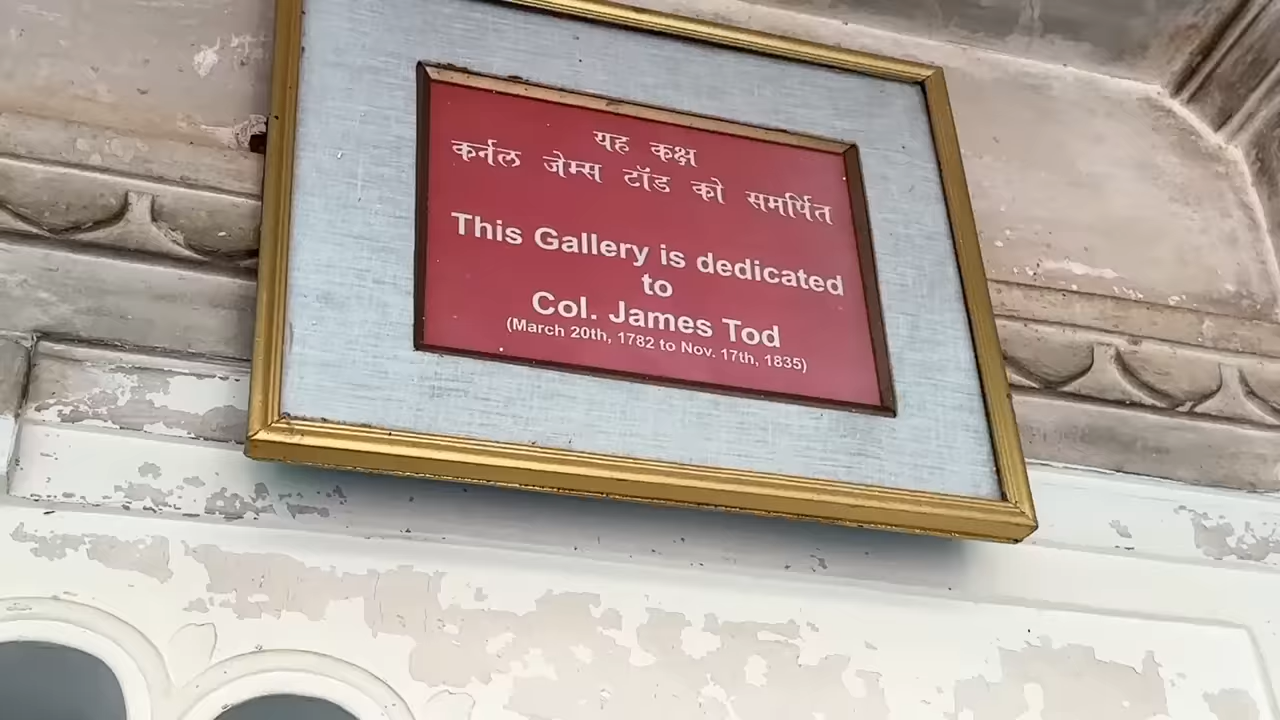 यह कक्ष
कर्नल जेम्स टॉड को समर्पित
This Gallery is dedicated
to
Col. James Tod
(March 20th, 1782 to Nov. 17th, 1835)